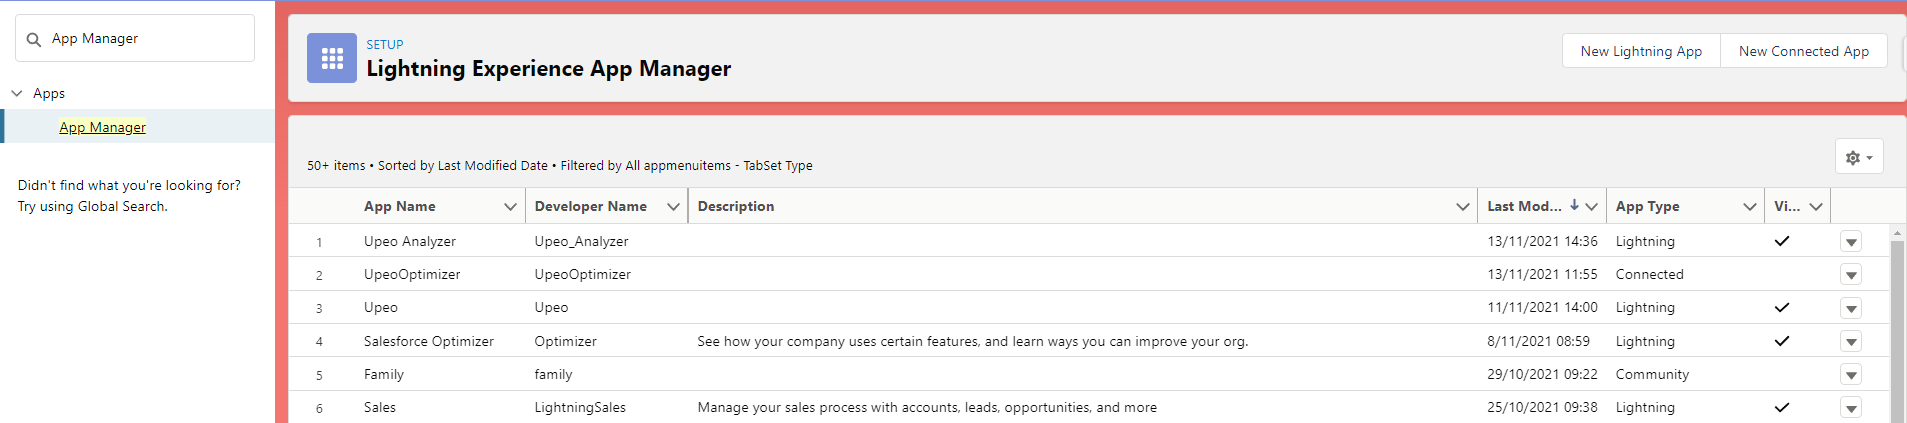 App Manager
Apps
App Manager
Didn't find what you're looking for?
Try using Global Search.
SETUP
Lightning Experience App Manager
New Lightning App New Connected App
50+ items • Sorted by Last Modified Date • Filtered by All appmenuitems - TabSet Type
App Name Developer Name Description Last Mod... App Type Vi...
1 Upeo Analyzer Upeo_Analyzer 13/11/2021 14:36 Lightning
2 UpeoOptimizer UpeoOptimizer 13/11/2021 11:55 Connected
3 Upeo Upeo 11/11/2021 14:00 Lightning
4 Salesforce Optimizer Optimizer See how your company uses certain features, and learn ways you can improve your org. 8/11/2021 08:59 Lightning
5 Family family 29/10/2021 09:22 Community
6 Sales LightningSales Manage your sales process with accounts, leads, opportunities, and more 25/10/2021 09:38 Lightning